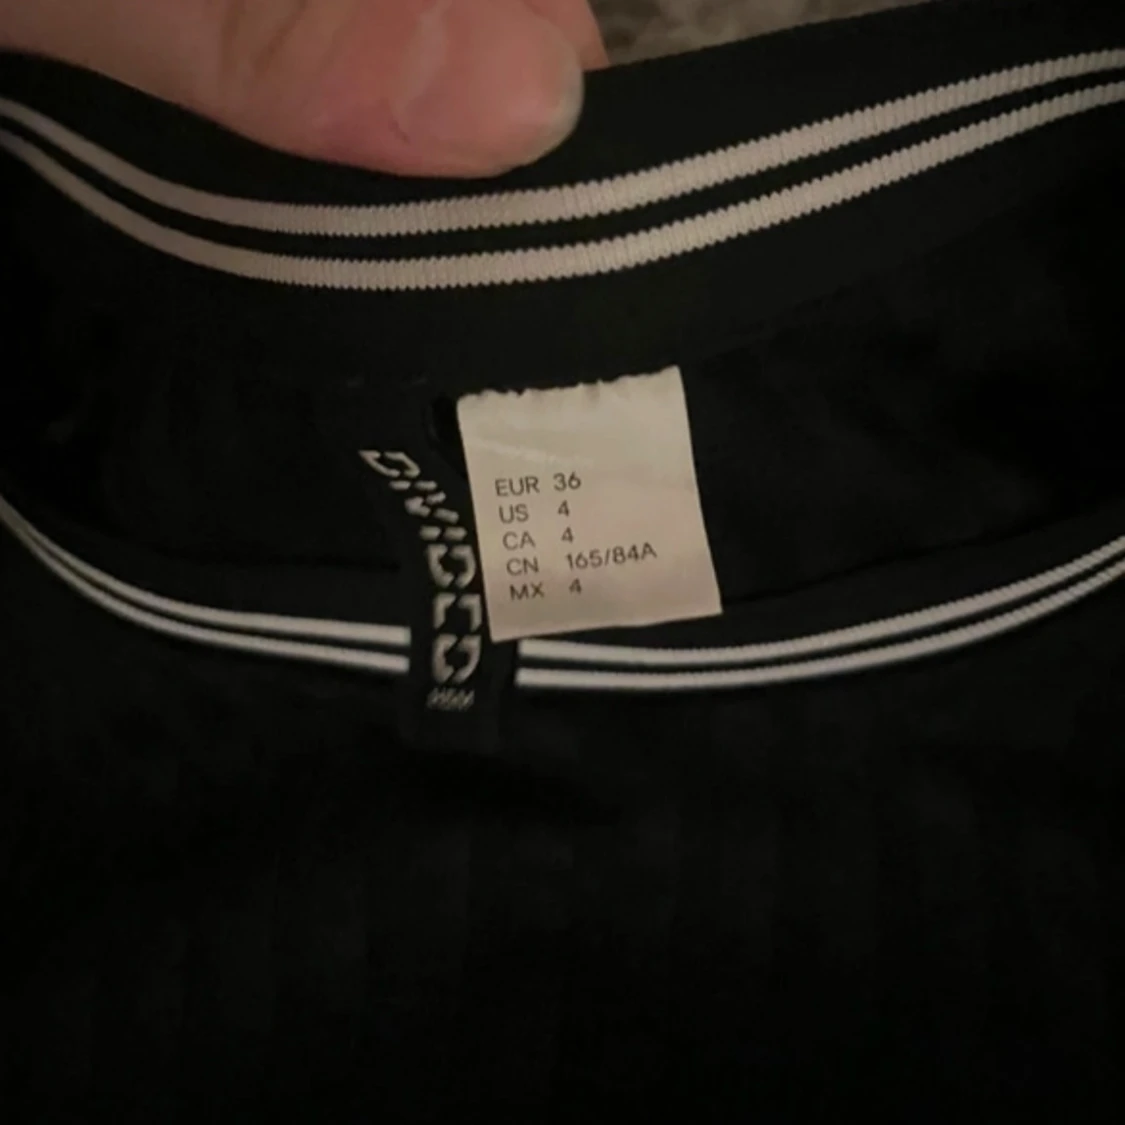 DIVIDED
H&M
EUR 36
US 4
CA 4
CN 165/84A
MX 4